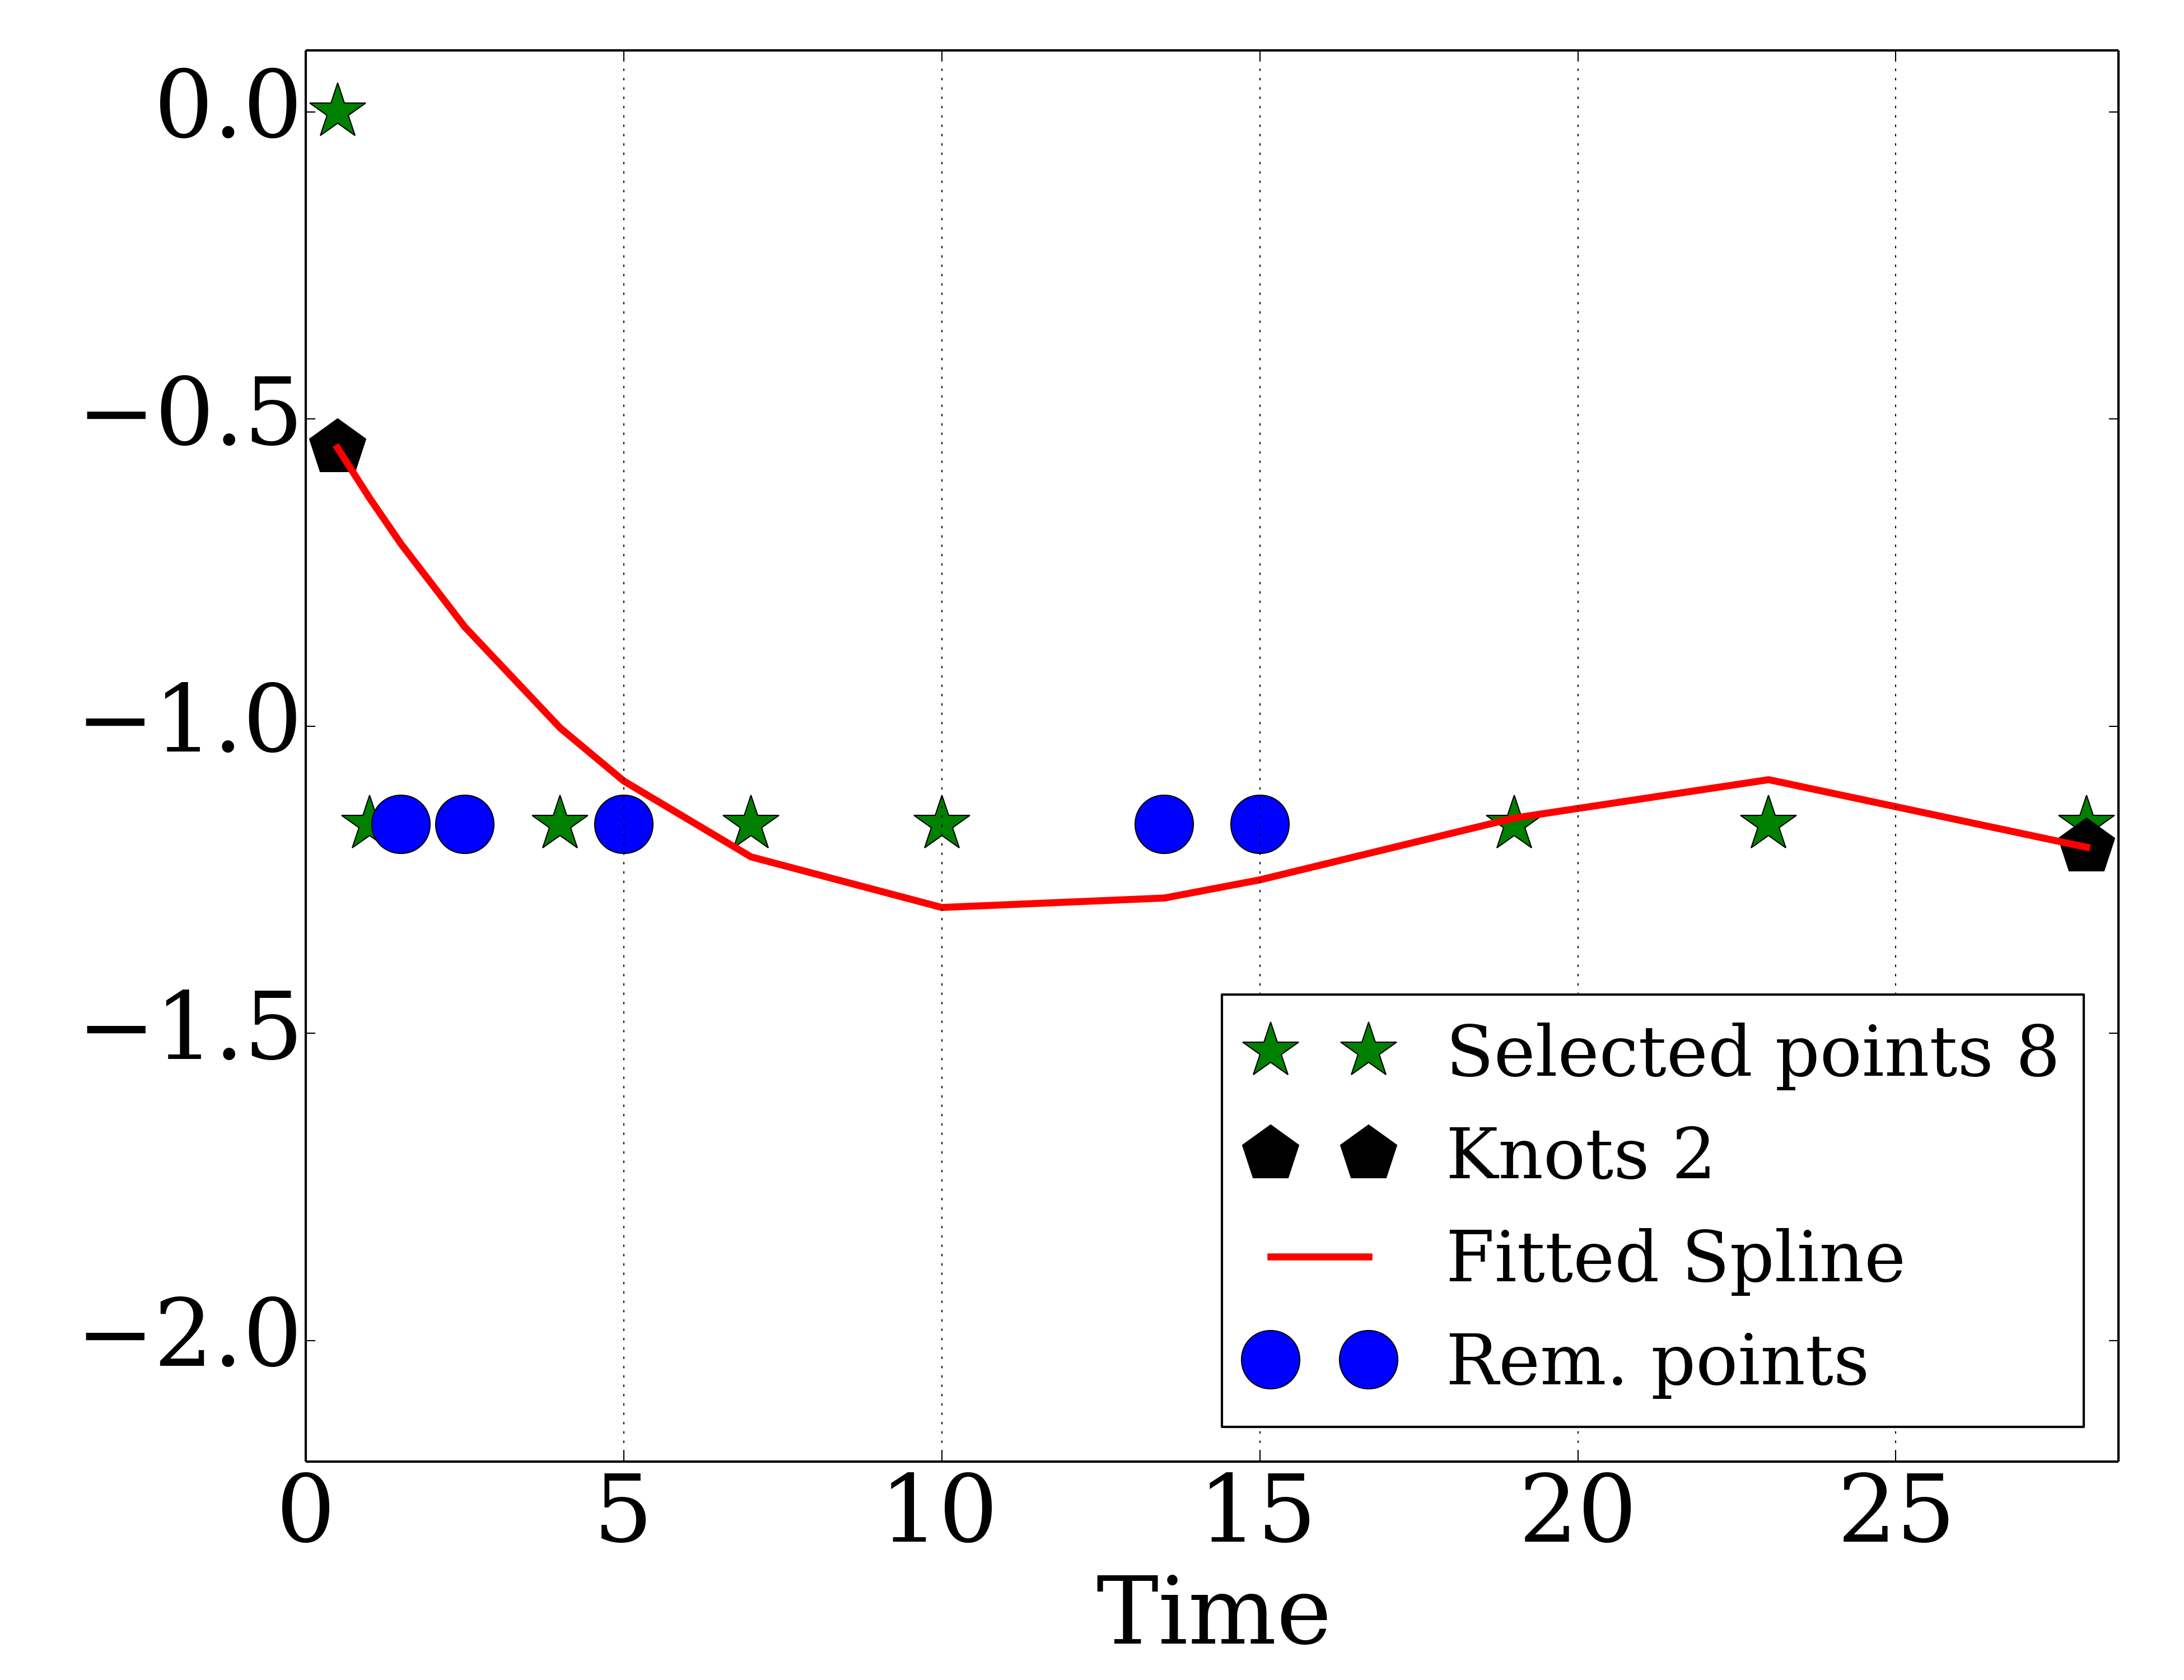 0.0
−0.5
−1.0
−1.5
−2.0
Selected points 8
Knots 2
Fitted Spline
Rem. points
0 5 10 15 20 25
Time